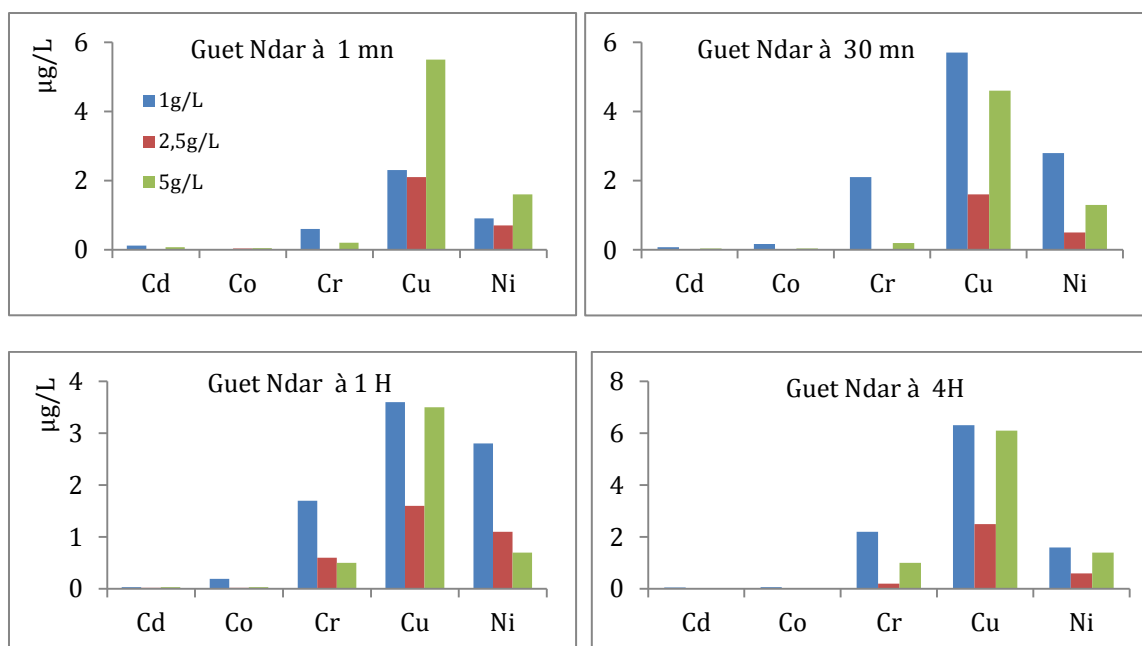 Guet Ndar à 1 mn
µg/L
6
4
2
0
1g/L
2,5g/L
5g/L
Cd Co Cr Cu Ni
Guet Ndar à 30 mn
6
4
2
0
Cd Co Cr Cu Ni
Guet Ndar à 1 H
µg/L
4
3
2
1
0
Cd Co Cr Cu Ni
Guet Ndar à 4H
8
6
4
2
0
Cd Co Cr Cu Ni